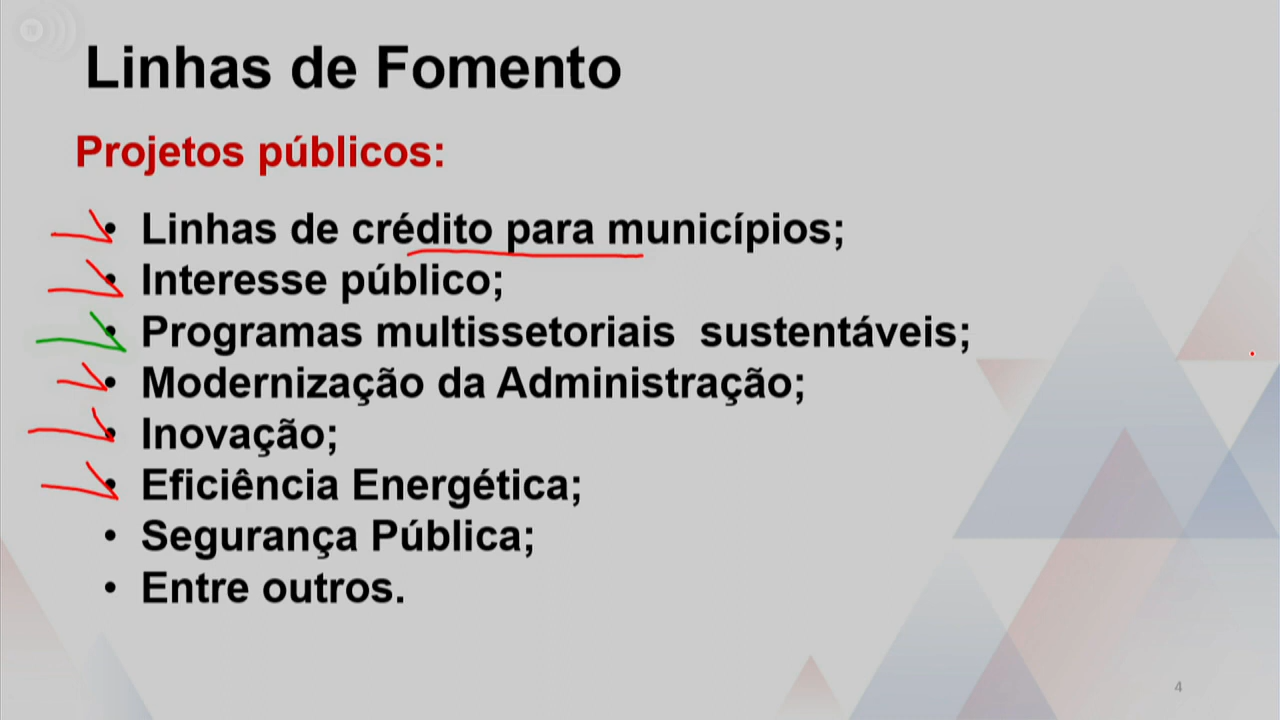 Linhas de Fomento
Projetos públicos:
• Linhas de crédito para municípios;
• Interesse público;
• Programas multissetoriais sustentáveis;
• Modernização da Administração;
• Inovação;
• Eficiência Energética;
• Segurança Pública;
• Entre outros.
4